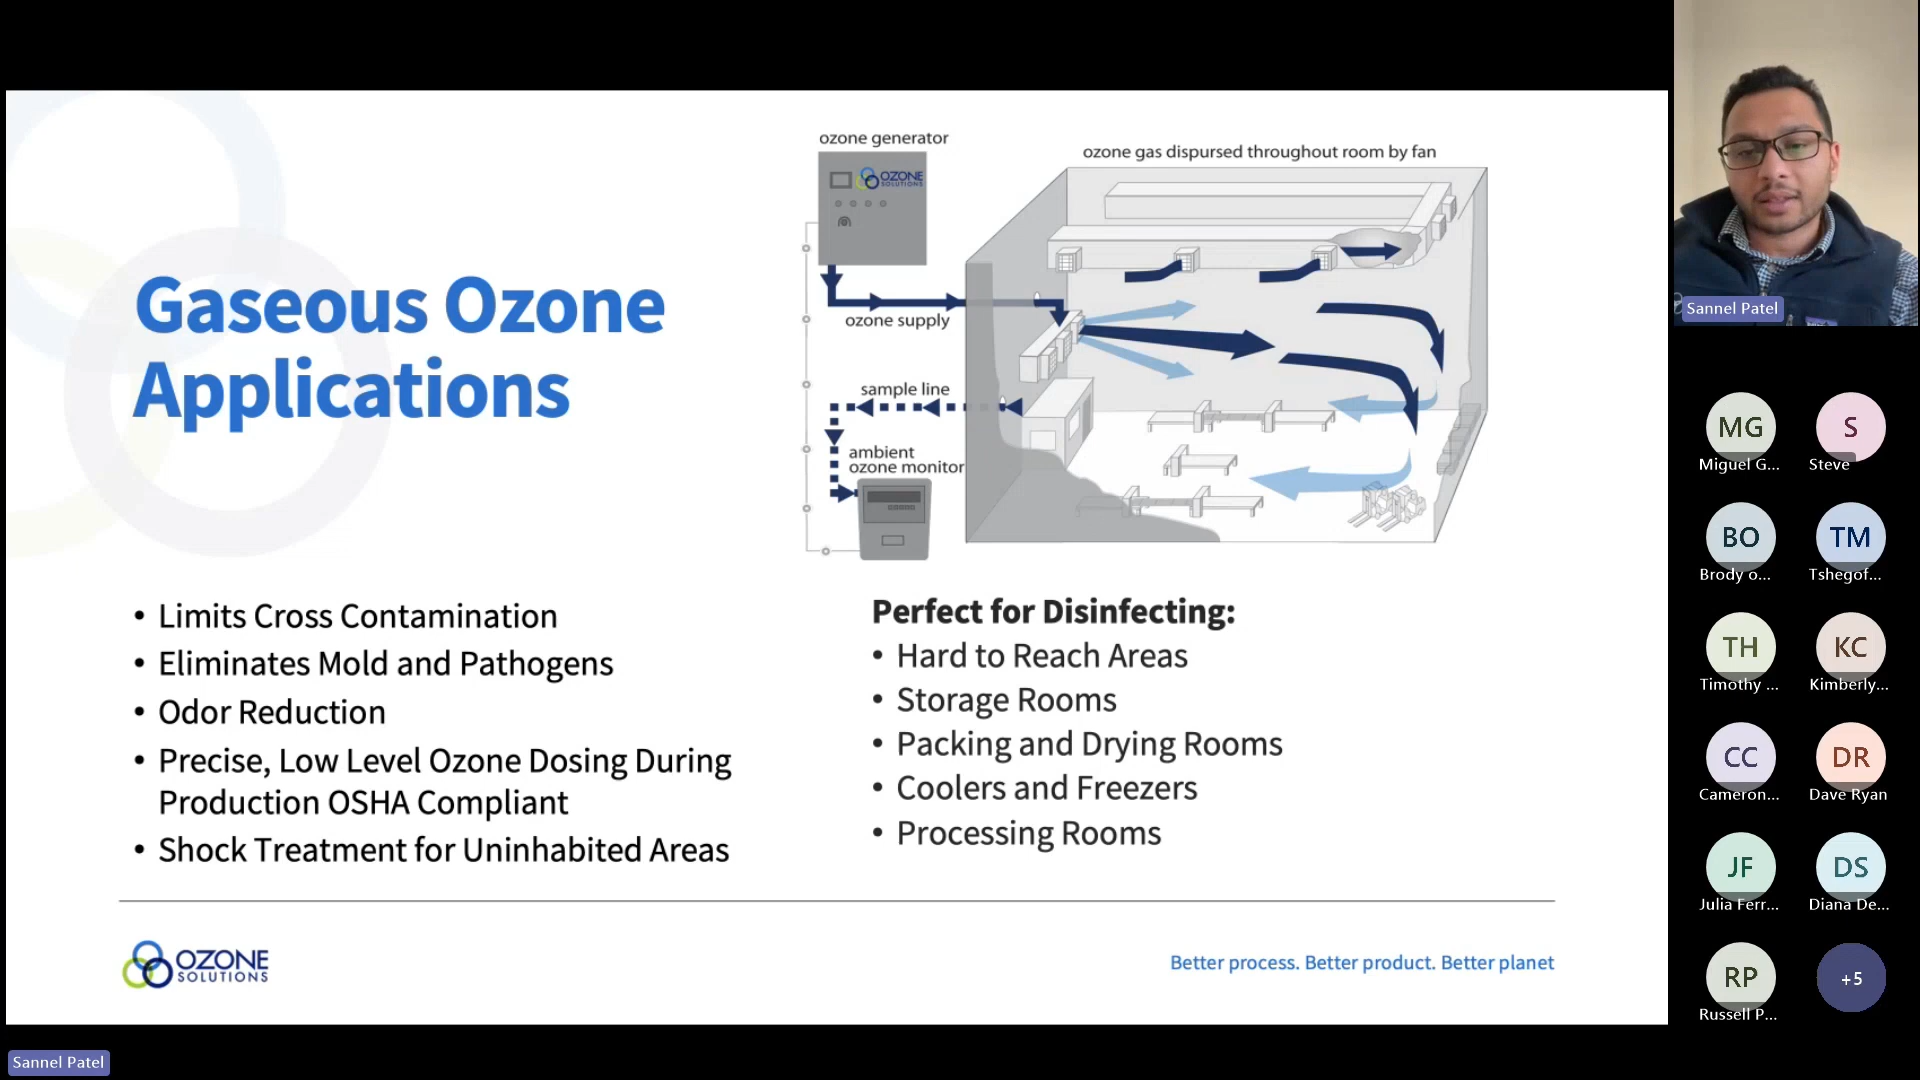 Gaseous Ozone
Applications
ozone generator
OZONE
SOLUTIONS
ozone gas dispursed throughout room by fan
ozone supply
sample line
ambient
ozone monitor
• Limits Cross Contamination
• Eliminates Mold and Pathogens
• Odor Reduction
• Precise, Low Level Ozone Dosing During
Production OSHA Compliant
• Shock Treatment for Uninhabited Areas
Perfect for Disinfecting:
• Hard to Reach Areas
• Storage Rooms
• Packing and Drying Rooms
• Coolers and Freezers
• Processing Rooms
OZONE
SOLUTIONS
Better process. Better product. Better planet
Sannel Patel
Sannel Patel
MG
Miguel G...
S
Steve
BO
Brody o...
TM
Tshegof...
TH
Timothy ...
KC
Kimberly...
CC
Cameron...
DR
Dave Ryan
JF
Julia Ferr...
DS
Diana De...
RP
Russell P...
+5